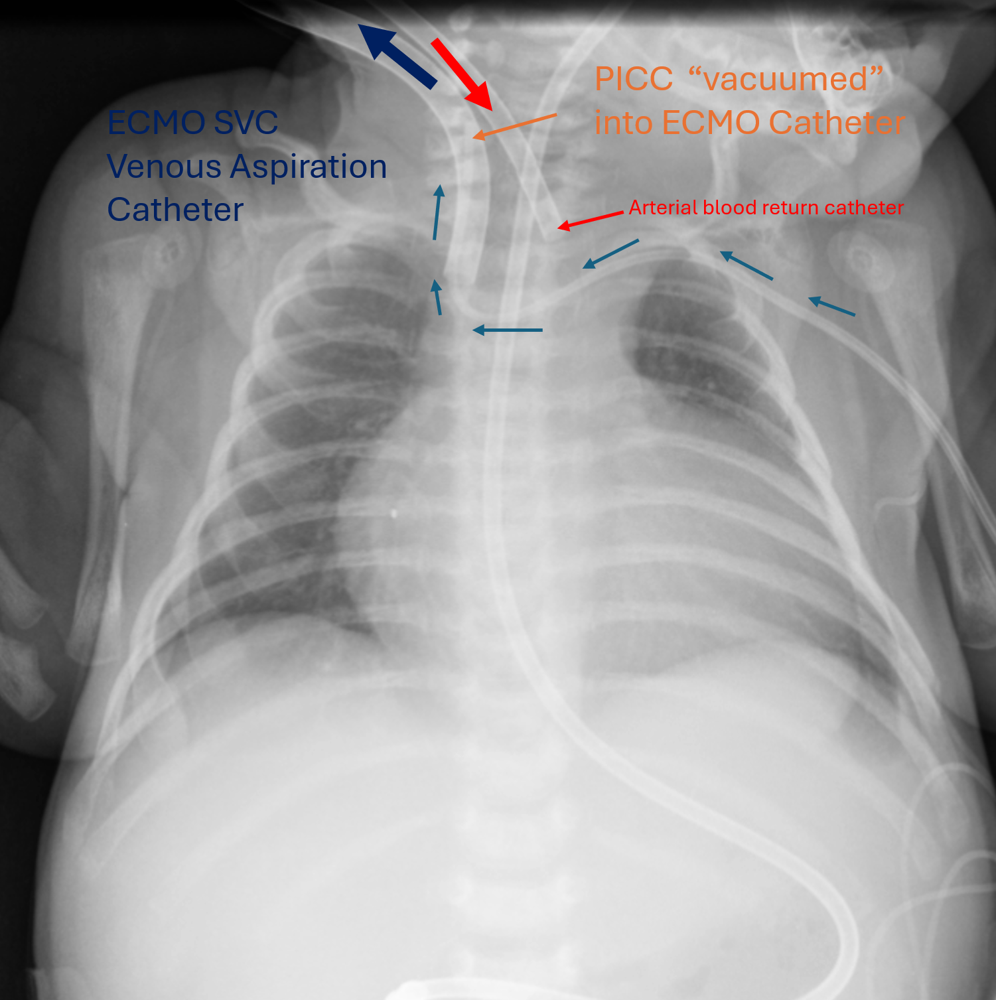 PICC “vacuumed”
into ECMO Catheter
ECMO SVC
Venous Aspiration
Catheter
Arterial blood return catheter